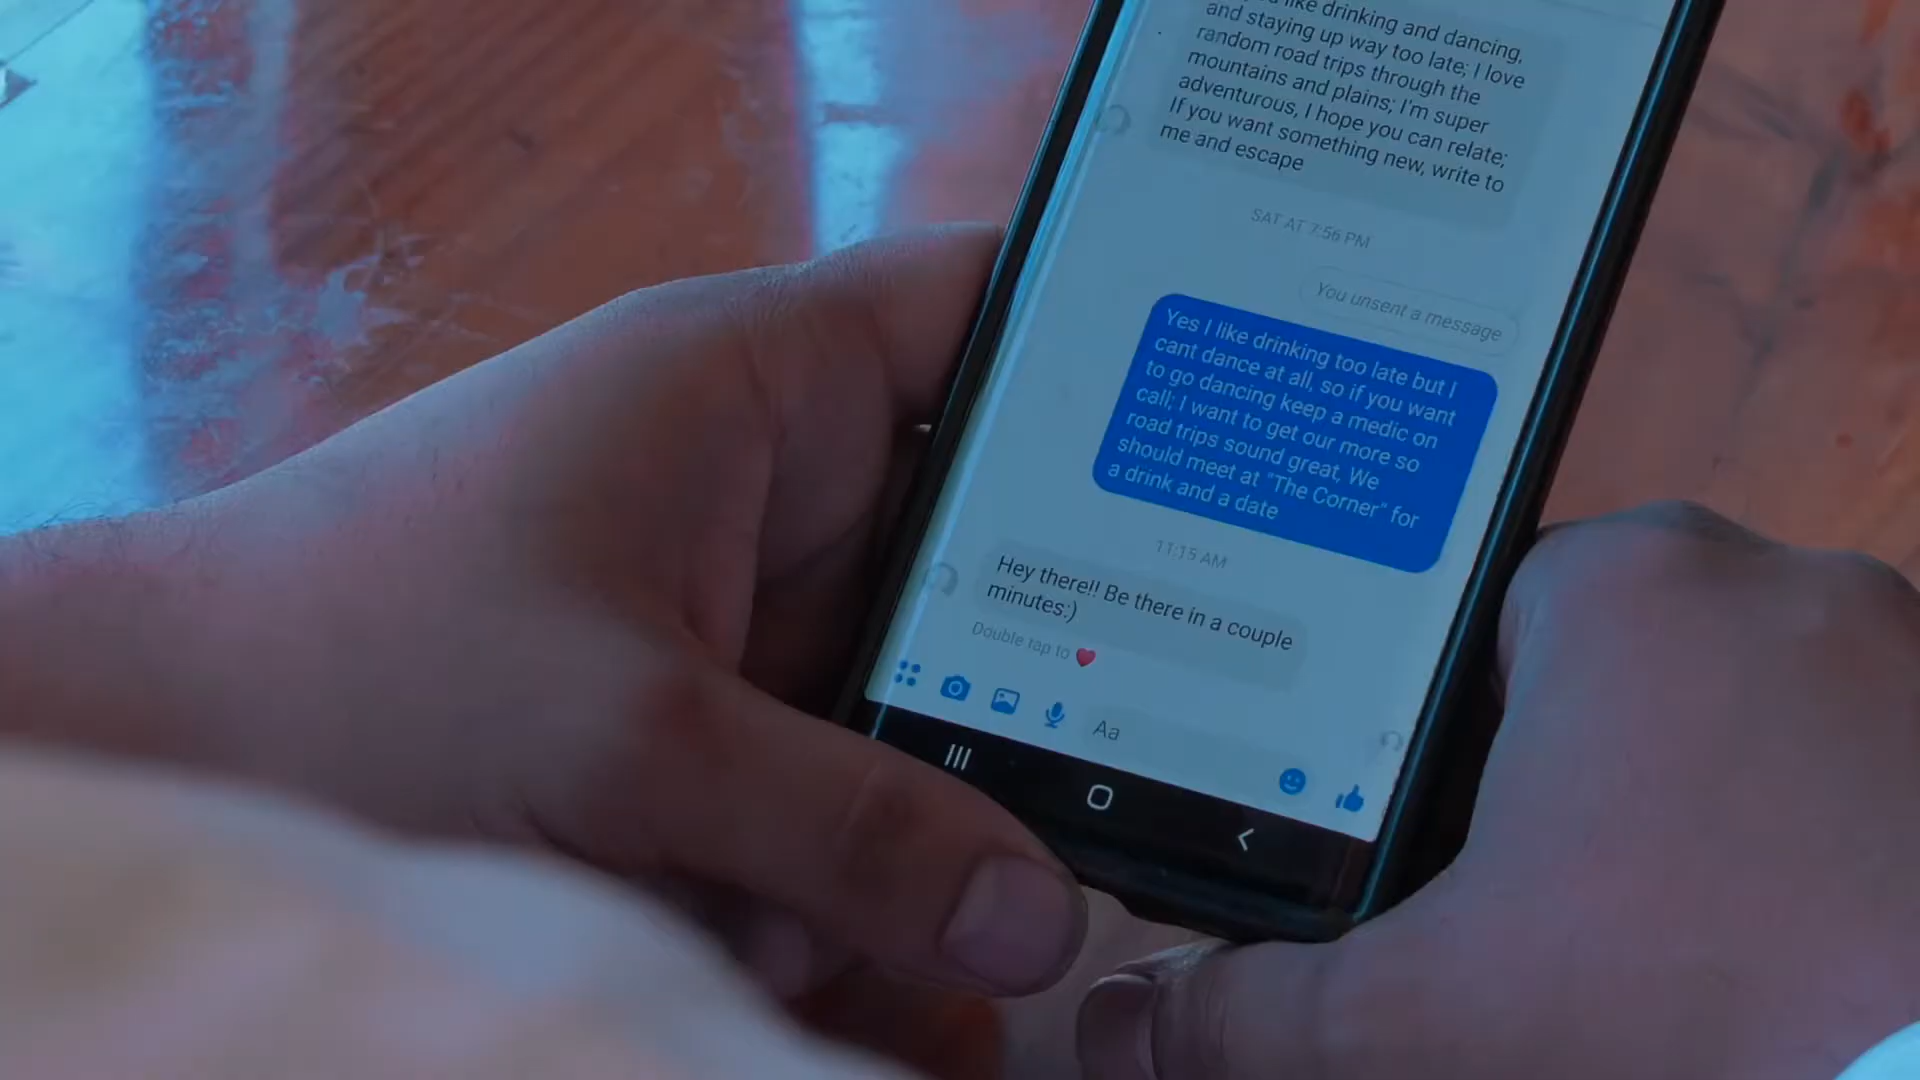 like drinking and dancing,
and staying up way too late; I love
random road trips through the
mountains and plains; I'm super
adventurous, I hope you can relate;
If you want something new, write to
me and escape
SAT AT 7:56 PM
You unsent a message
Yes I like drinking too late but I
cant dance at all, so if you want
to go dancing keep a medic on
call; I want to get our more so
road trips sound great, We
should meet at "The Corner" for
a drink and a date
11:15 AM
Hey there!! Be there in a couple
minutes:)
Double tap to ❤
Aa